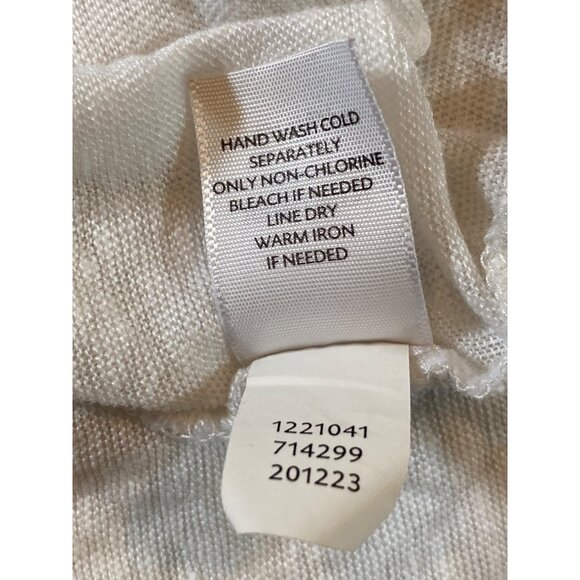 HAND WASH COLD
SEPARATELY
ONLY NON-CHLORINE
BLEACH IF NEEDED
LINE DRY
WARM IRON
IF NEEDED
1221041
714299
201223